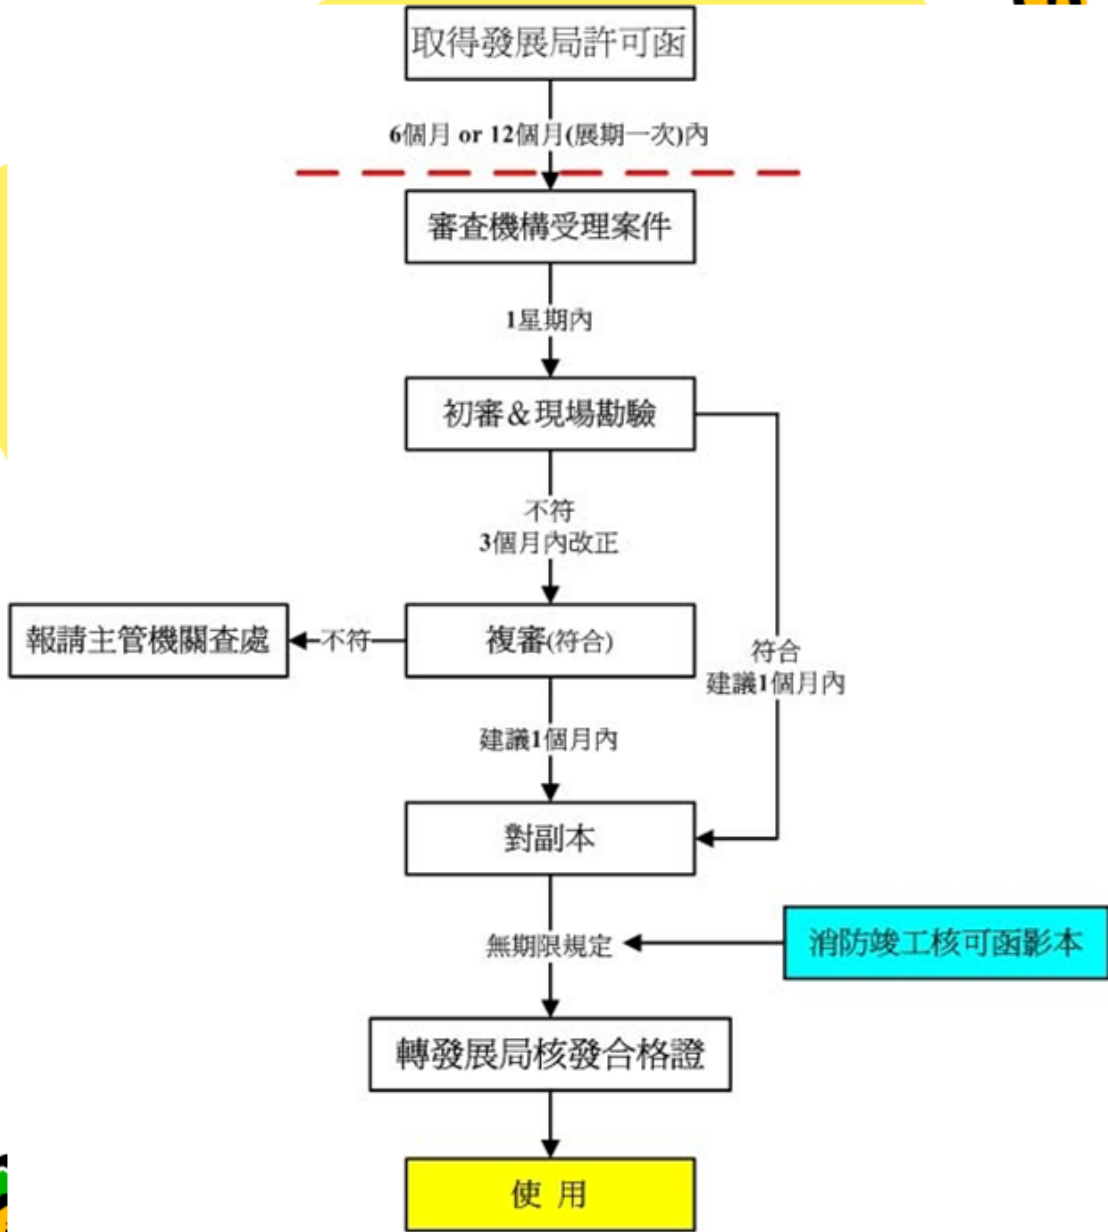 取得發展局許可函
6個月 or 12個月(展期一次)內
審查機構受理案件
1星期內
初審＆現場勘驗
不符
3個月內改正
報請主管機關查處
不符
複審(符合)
符合
建議1個月內
建議1個月內
對副本
無期限規定
消防竣工核可函影本
轉發展局核發合格證
使 用